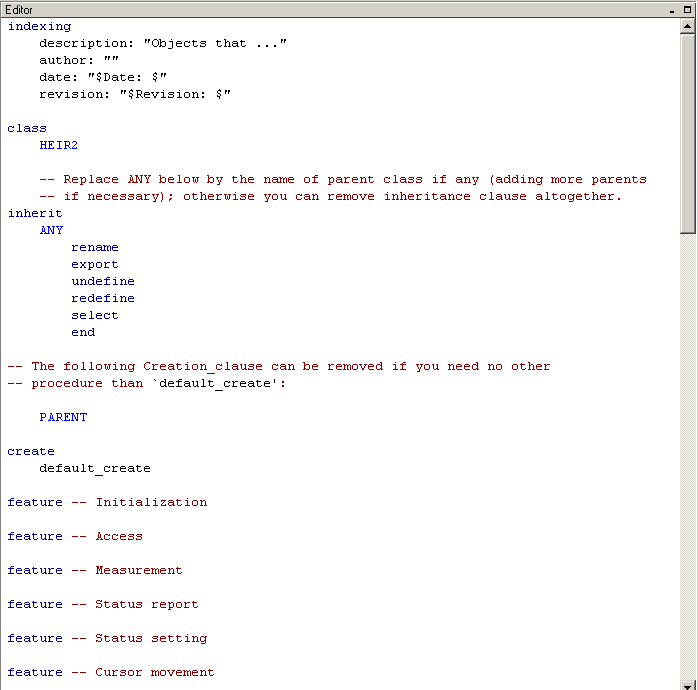 Editor
indexing
description: "Objects that ..."
author: ""
date: "$Date: $"
revision: "$Revision: $"
class
HEIR2
-- Replace ANY below by the name of parent class if any (adding more parents
-- if necessary); otherwise you can remove inheritance clause altogether.
inherit
ANY
rename
export
undefine
redefine
select
end
-- The following Creation_clause can be removed if you need no other
-- procedure than `default_create':
PARENT
create
default_create
feature -- Initialization
feature -- Access
feature -- Measurement
feature -- Status report
feature -- Status setting
feature -- Cursor movement